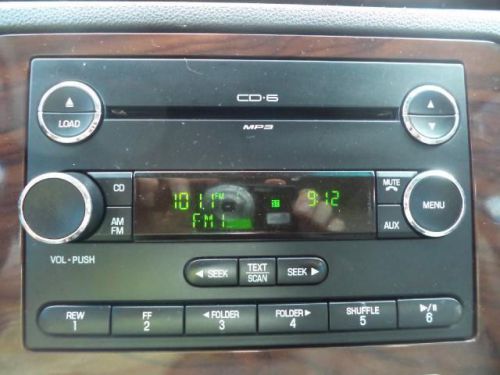 LOAD
CD·6
MP3
CD
AM
FM
101.1 FM
9:12
FM1
MUTE
AUX
MENU
VOL - PUSH
SEEK
TEXT
SCAN
SEEK
REW
1
FF
2
FOLDER
3
FOLDER
4
SHUFFLE
5
6